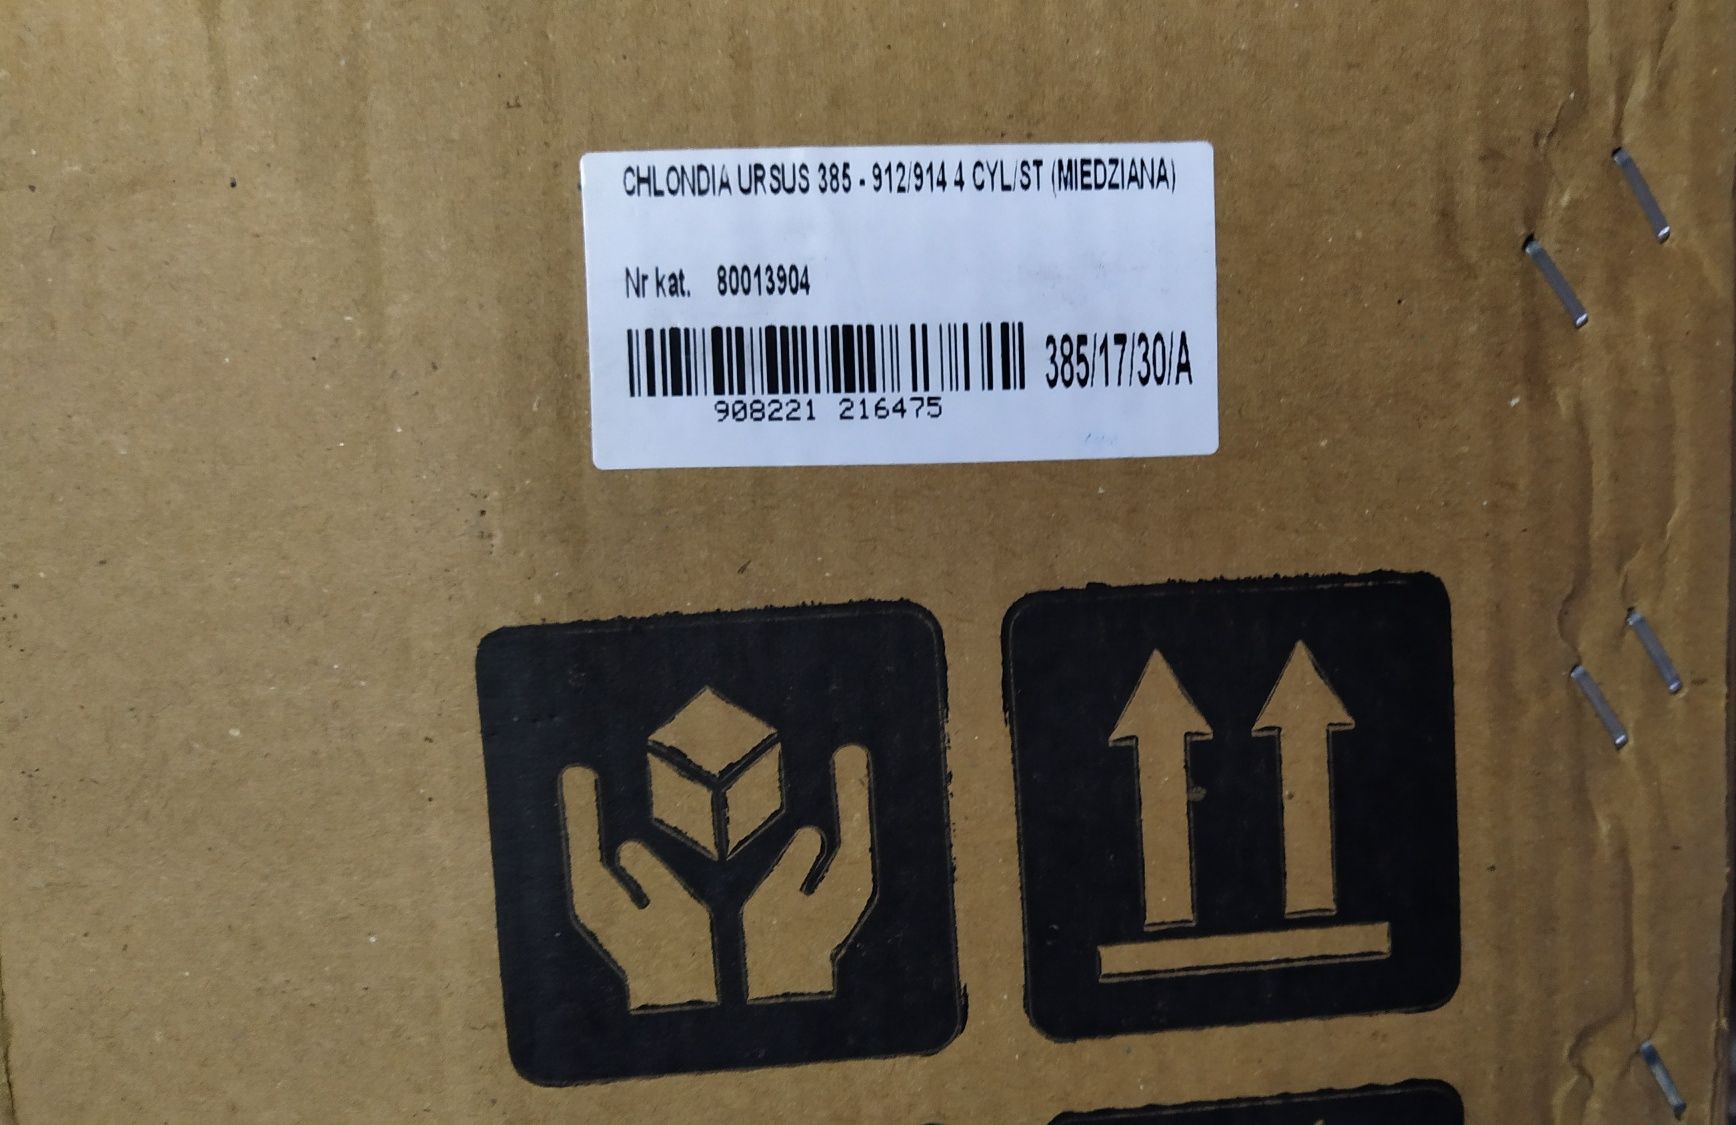 CHLONDIA URSUS 385 - 912/914 4 CYL/ST (MIEDZIANA)
Nr kat. 80013904
385/17/30/A
908221 216475